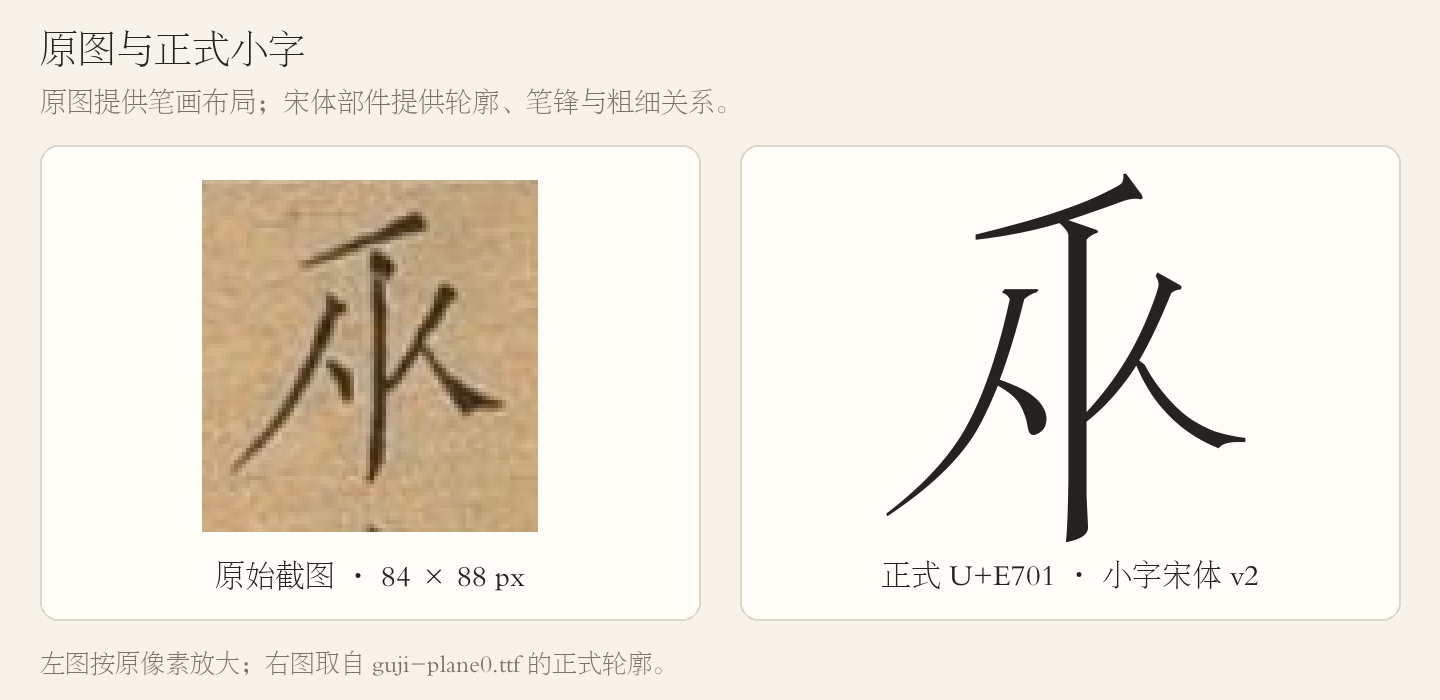 原图与正式小字
原图提供笔画布局；宋体部件提供轮廓、笔锋与粗细关系。
原始截图 · 84 × 88 px
正式 U+E701 · 小字宋体 v2
左图按原像素放大；右图取自 guji-plane0.ttf 的正式轮廓。